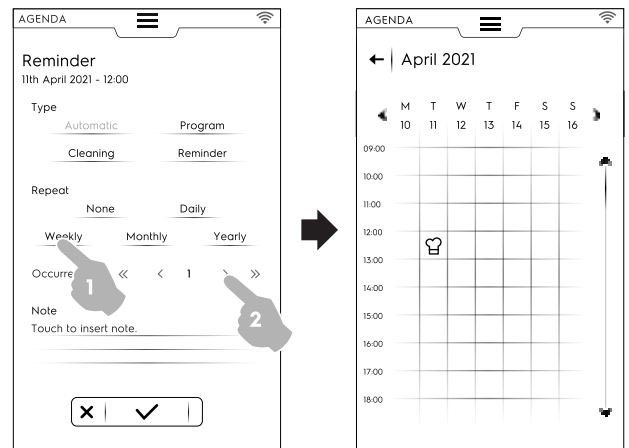 AGENDA
Reminder
11th April 2021 - 12:00
Type
Automatic Program
Cleaning Reminder
Repeat
None Daily
Weekly Monthly Yearly
Occurre « < 1 > »
1
2
Note
Touch to insert note.
AGENDA
April 2021
M T W T F S S
10 11 12 13 14 15 16
09:00
10:00
11:00
12:00
13:00
14:00
15:00
16:00
17:00
18:00